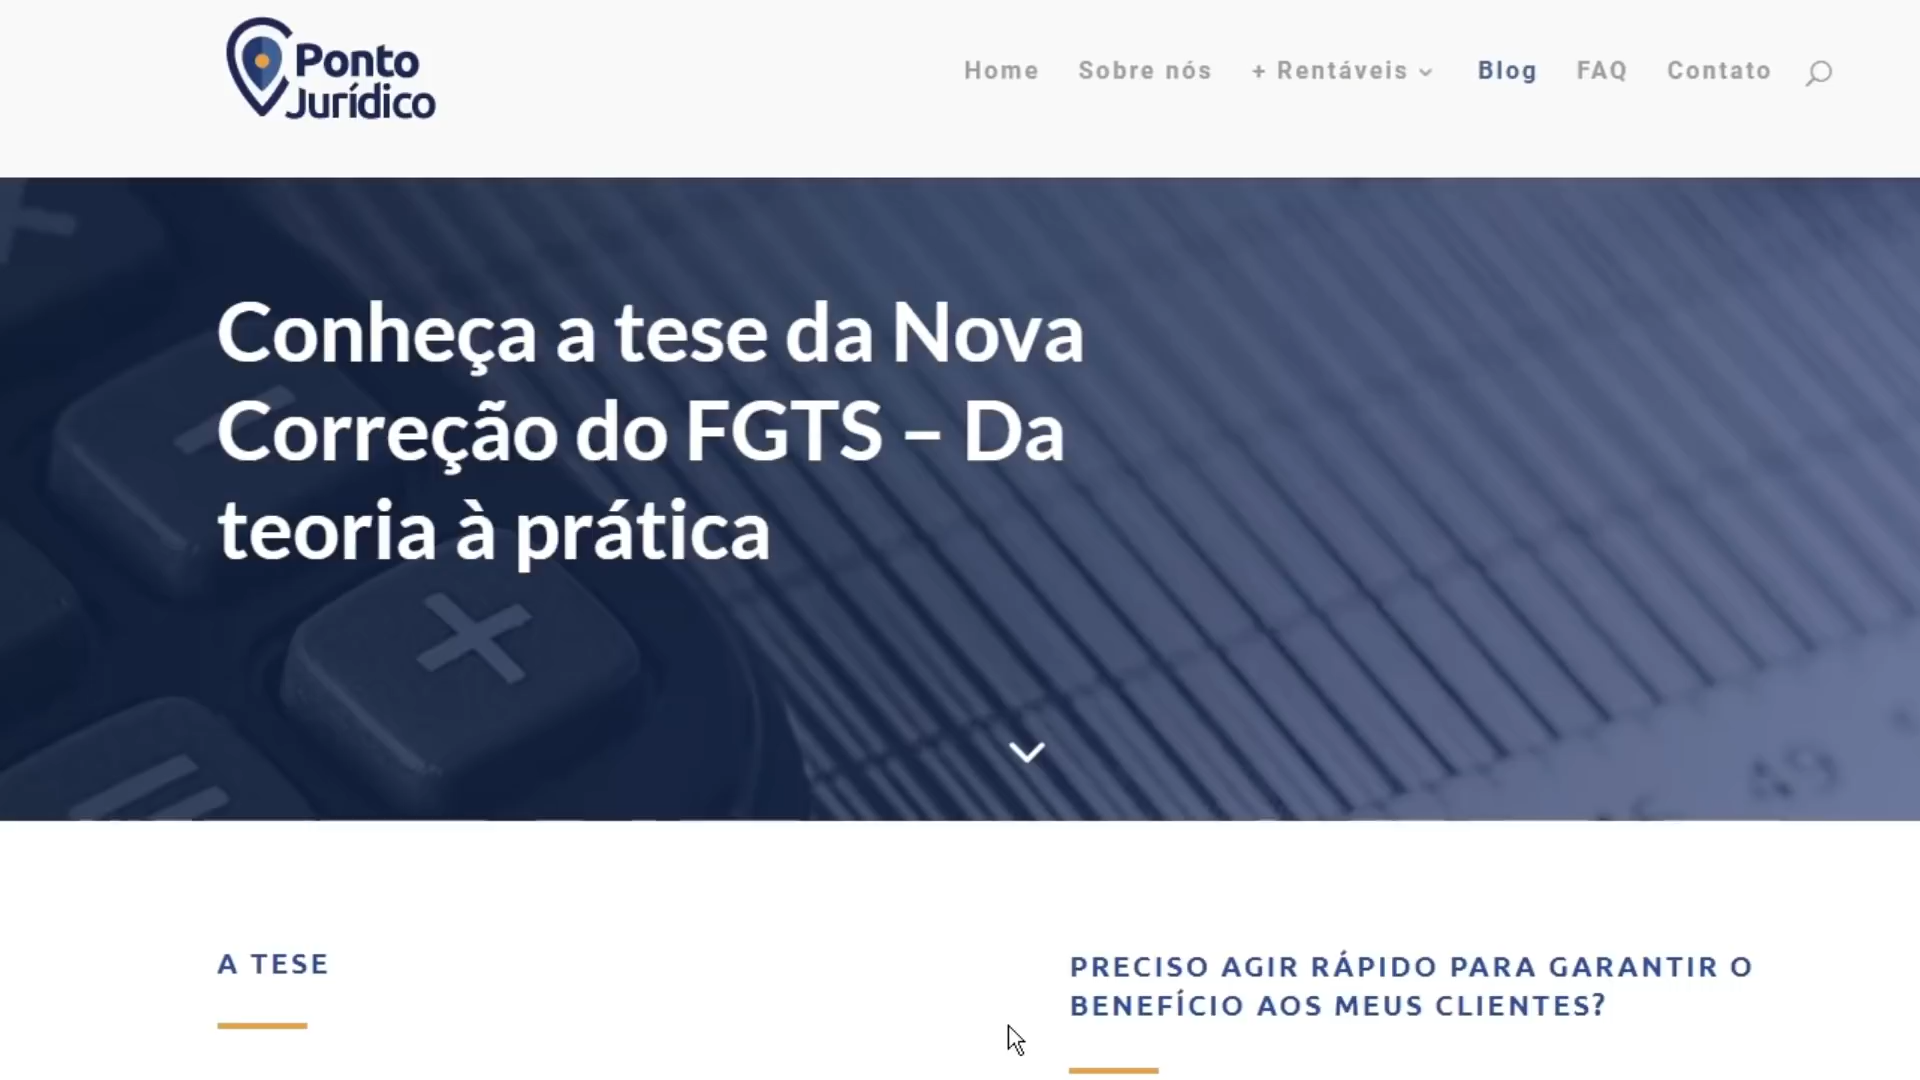 Ponto
Jurídico
Home Sobre nós + Rentáveis Blog FAQ Contato
Conheça a tese da Nova
Correção do FGTS – Da
teoria à prática
49
A TESE
PRECISO AGIR RÁPIDO PARA GARANTIR O
BENEFÍCIO AOS MEUS CLIENTES?